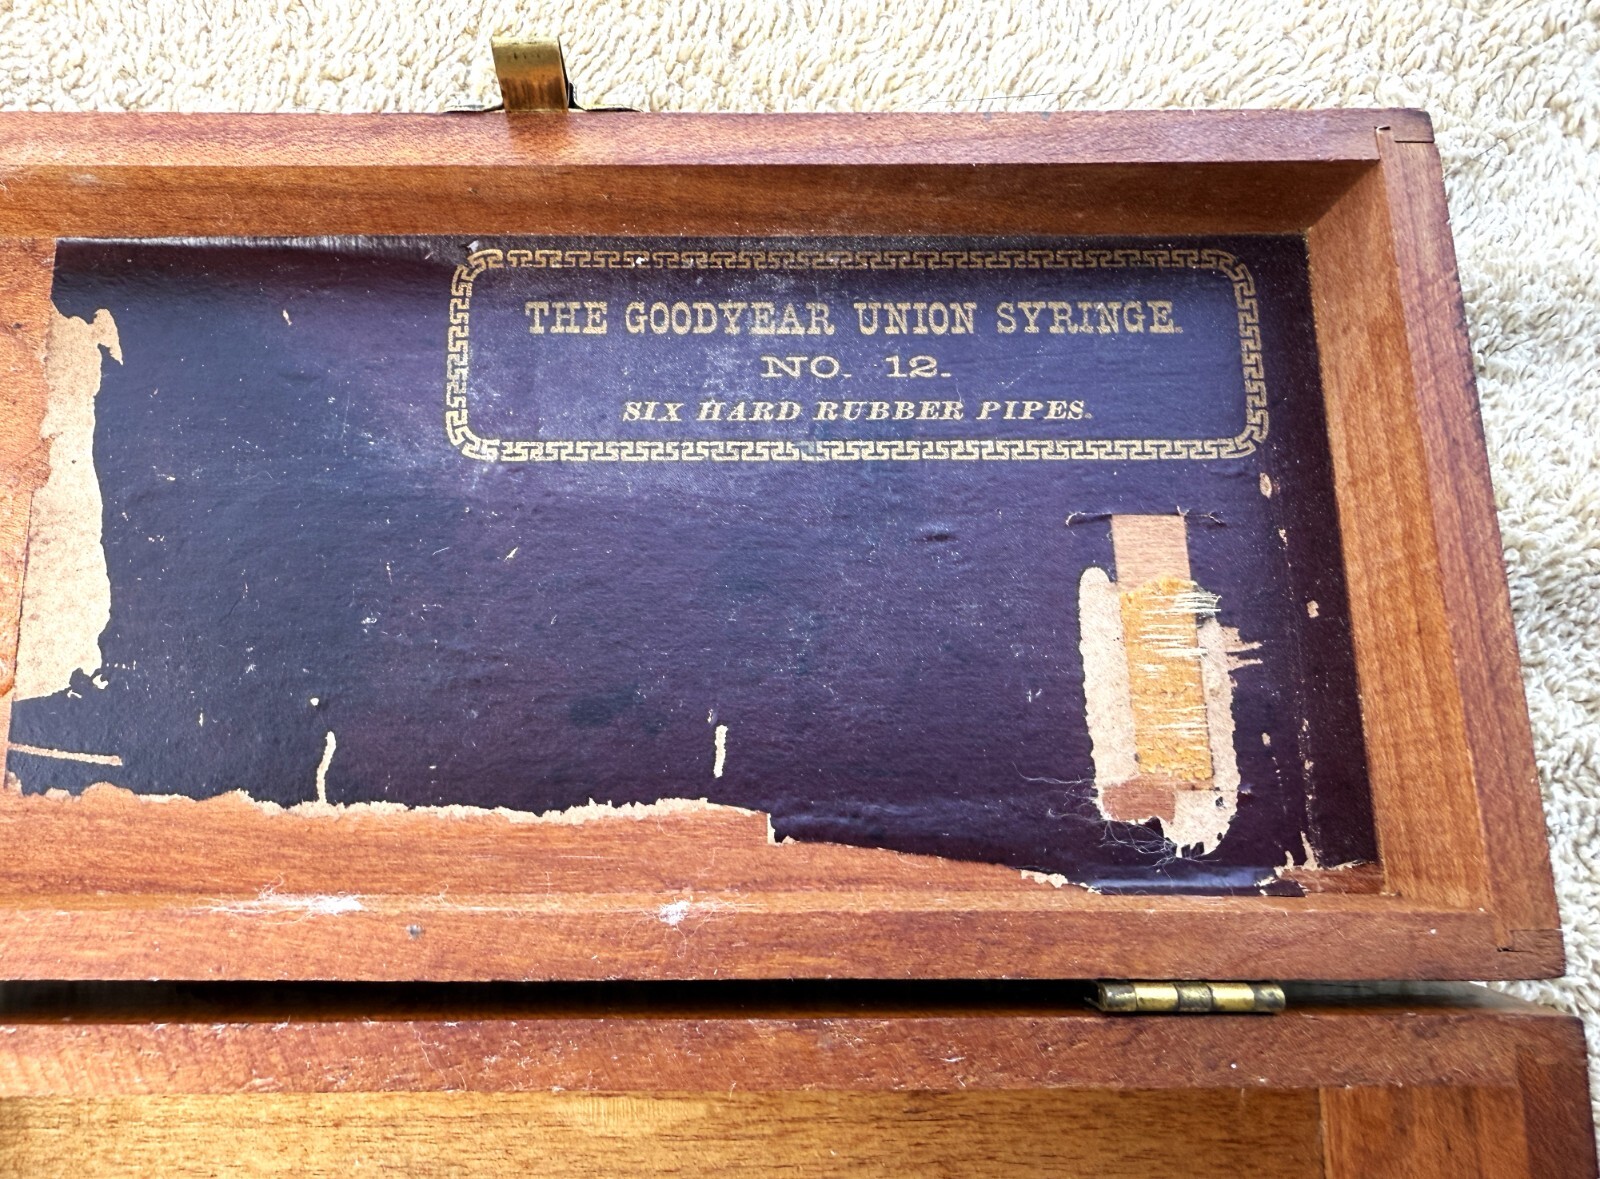 THE GOODYEAR UNION SYRINGE.
NO. 12.
SIX HARD RUBBER PIPES.